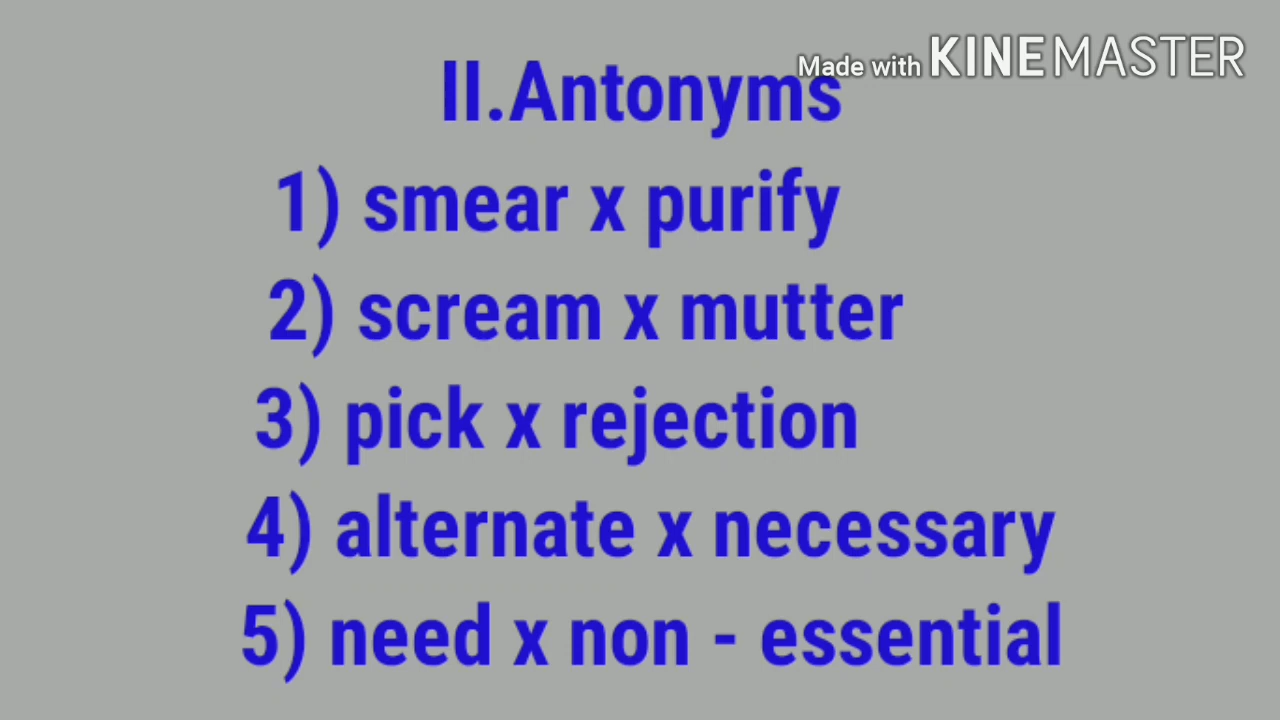 Made with KINEMASTER
II.Antonyms
1) smear x purify
2) scream x mutter
3) pick x rejection
4) alternate x necessary
5) need x non - essential